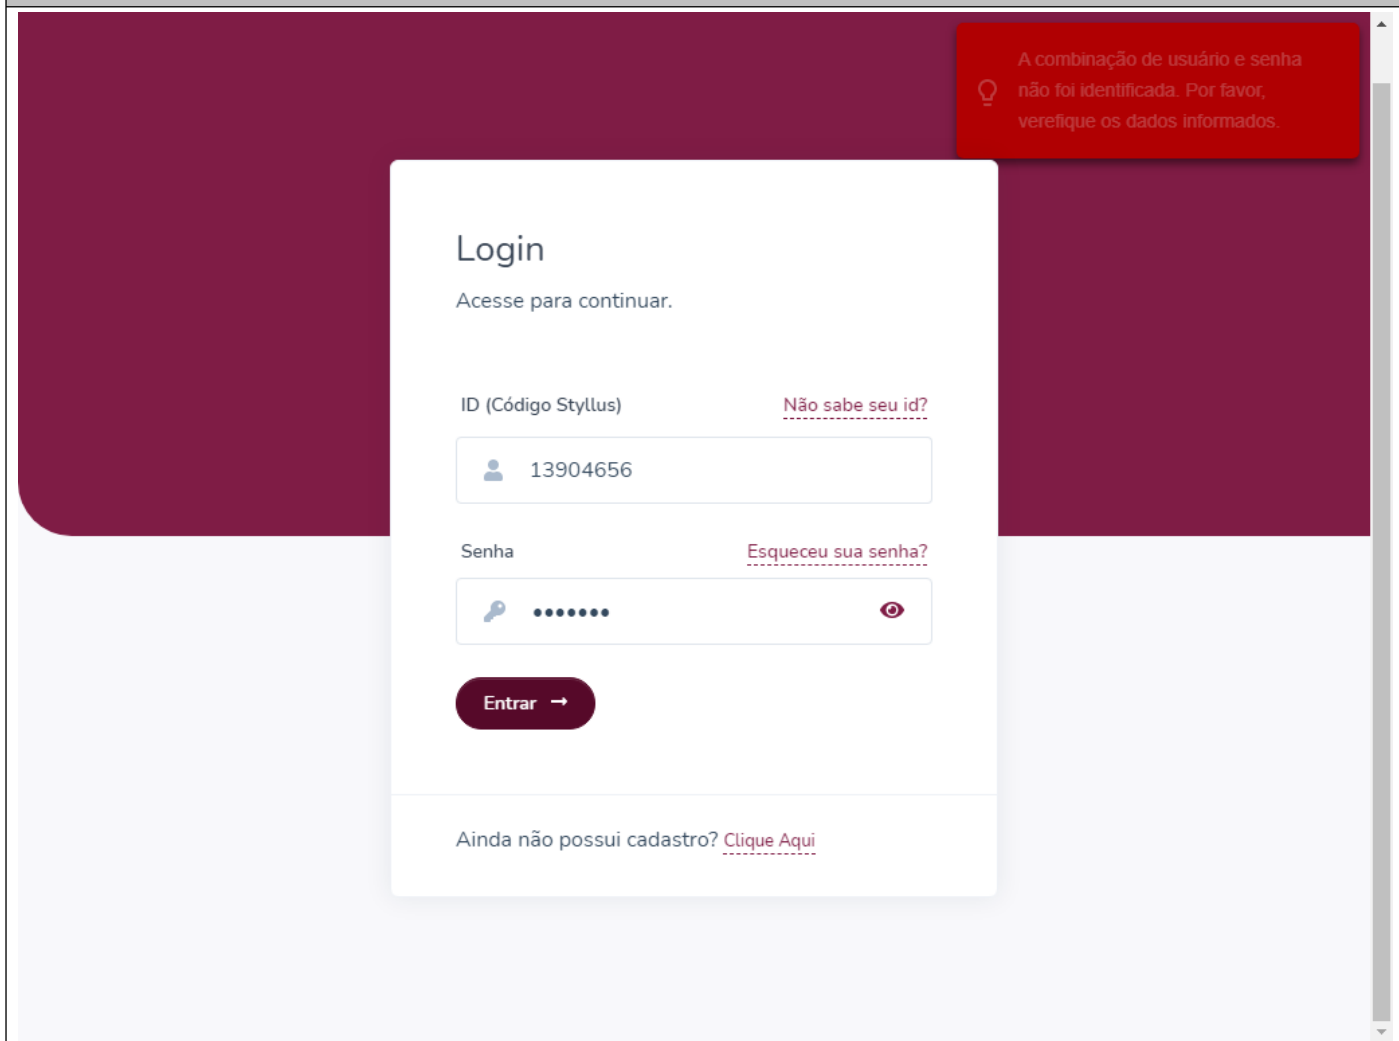 A combinação de usuário e senha
não foi identificada. Por favor,
verefique os dados informados.
Login
Acesse para continuar.
ID (Código Styllus) Não sabe seu id?
13904656
Senha Esqueceu sua senha?
•••••••
Entrar →
Ainda não possui cadastro? Clique Aqui